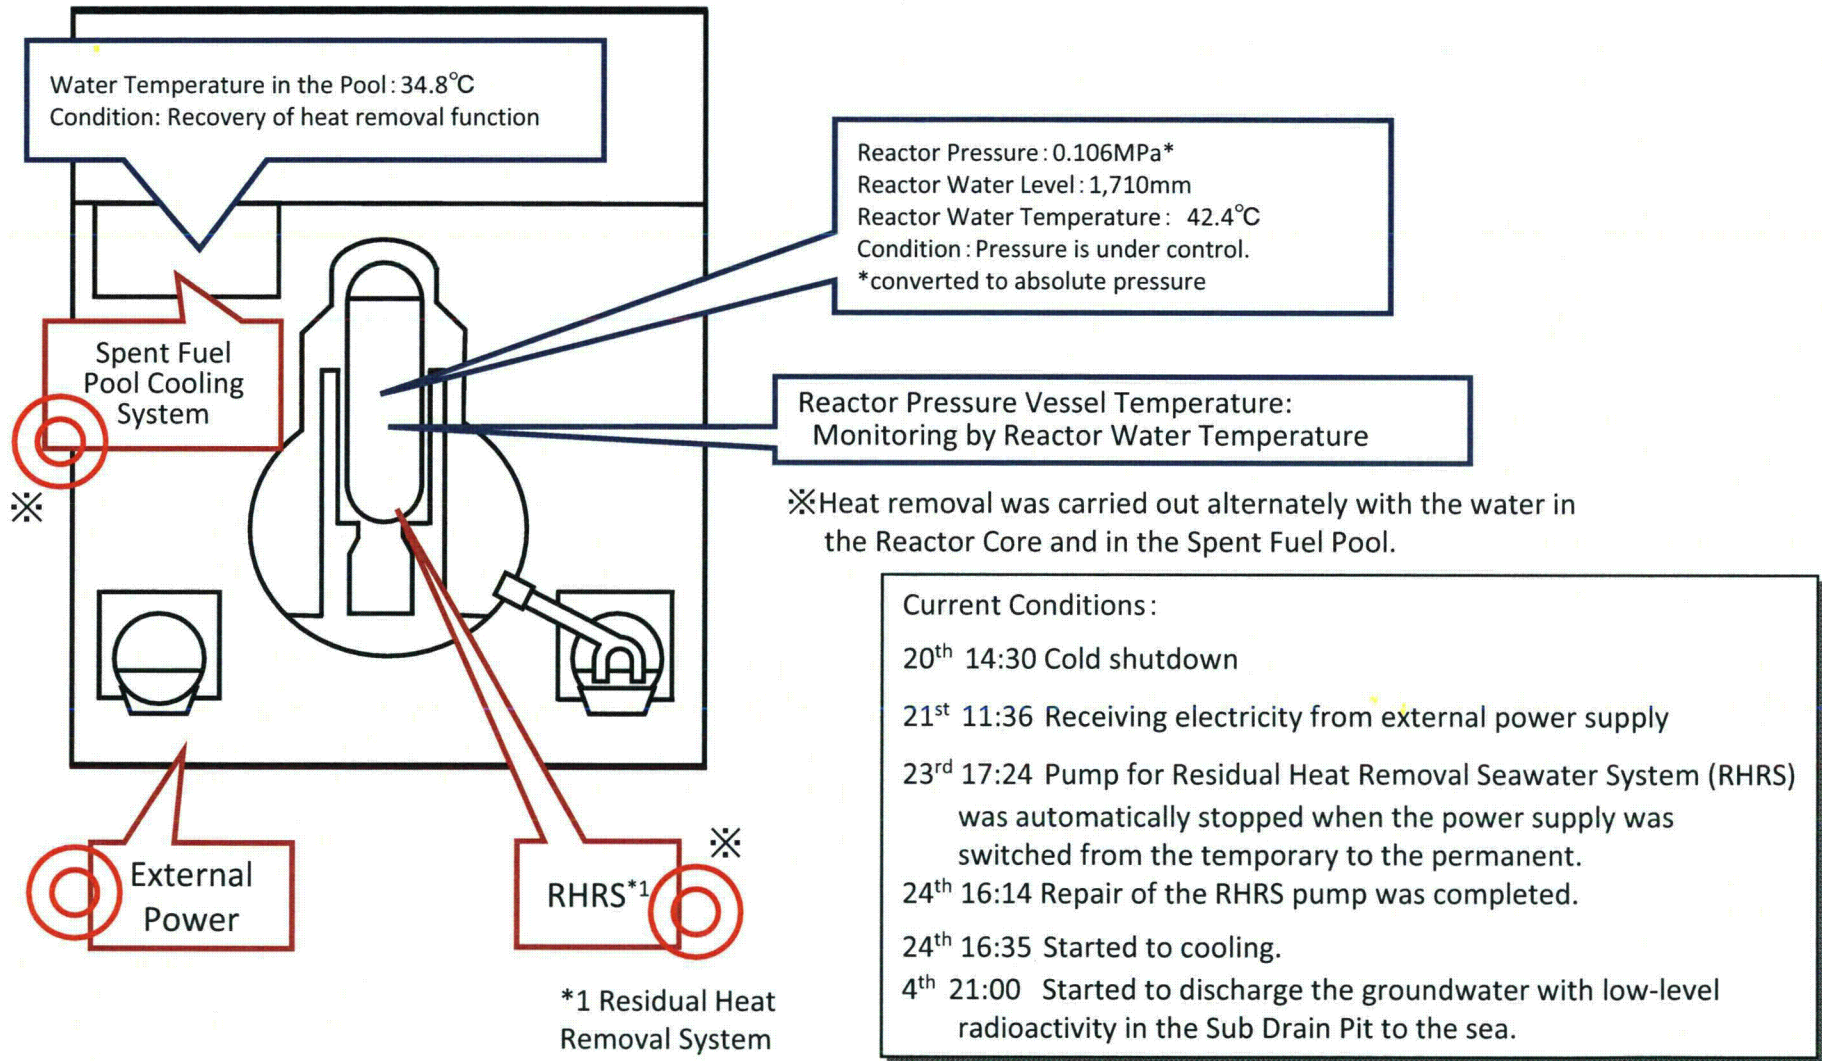 Water Temperature in the Pool: 34.8℃
Condition: Recovery of heat removal function
Reactor Pressure: 0.106MPa*
Reactor Water Level: 1,710mm
Reactor Water Temperature: 42.4℃
Condition: Pressure is under control.
*converted to absolute pressure
Spent Fuel
Pool Cooling
System
※
Reactor Pressure Vessel Temperature:
Monitoring by Reactor Water Temperature
※Heat removal was carried out alternately with the water in
the Reactor Core and in the Spent Fuel Pool.
Current Conditions:
20th 14:30 Cold shutdown
21st 11:36 Receiving electricity from external power supply
23rd 17:24 Pump for Residual Heat Removal Seawater System (RHRS)
was automatically stopped when the power supply was
switched from the temporary to the permanent.
24th 16:14 Repair of the RHRS pump was completed.
24th 16:35 Started to cooling.
4th 21:00 Started to discharge the groundwater with low-level
radioactivity in the Sub Drain Pit to the sea.
External
Power
※
RHRS*1
*1 Residual Heat
Removal System